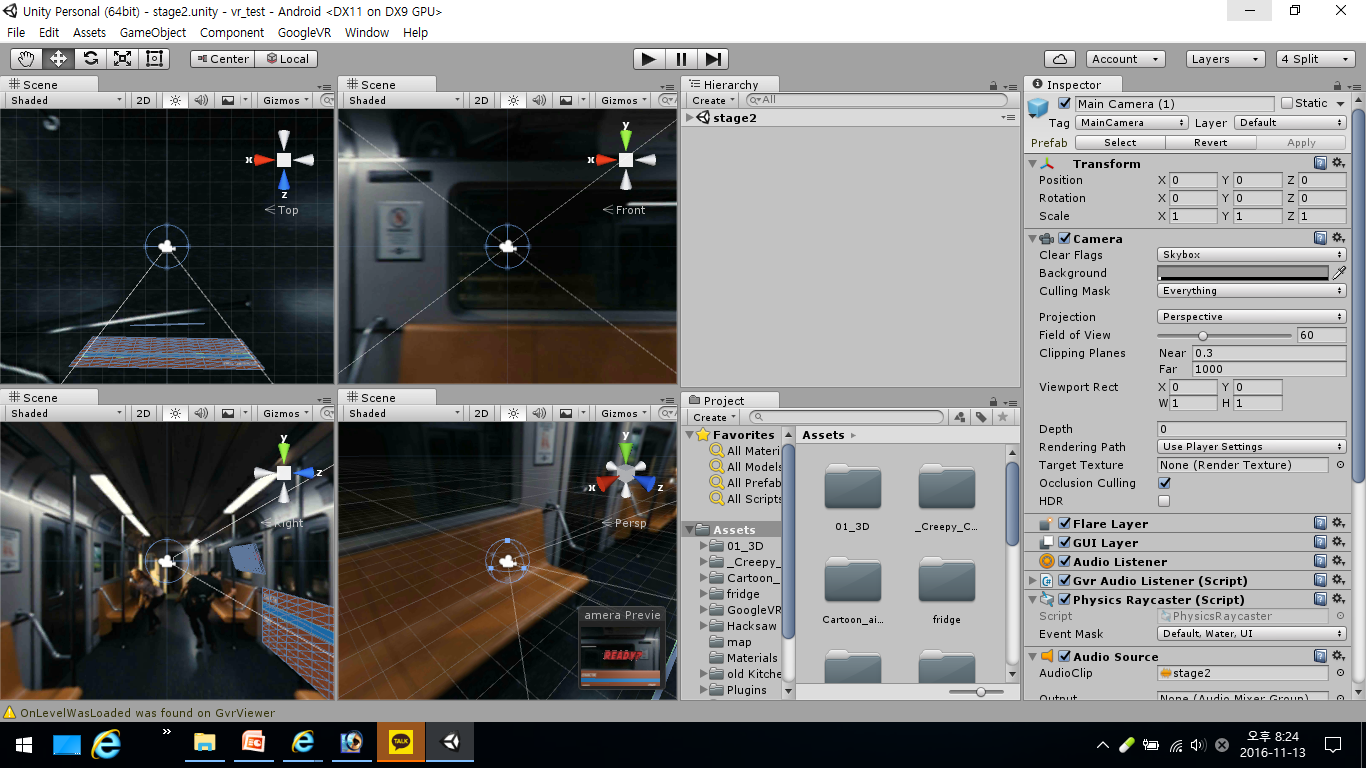 Unity Personal (64bit) - stage2.unity - vr_test - Android <DX11 on DX9 GPU>
File Edit Assets GameObject Component GoogleVR Window Help
Center Local Account Layers 4 Split
Scene
Shaded 2D Gizmos All
x
z
Top
Scene
Shaded 2D Gizmos
y
x
Front
Scene
Shaded 2D Gizmos
y
z
Right
Scene
Shaded 2D Gizmos
y
x z
Persp
amera Previe
READY?
Hierarchy
Create All
stage2
Project
Create
Favorites
All Materi
All Models
All Prefab
All Scripts
Assets
01_3D
_Creepy_
Cartoon_
fridge
GoogleVR
Hacksaw
map
Materials
old Kitche
Plugins
Assets
01_3D
_Creepy_C...
Cartoon_ai...
fridge
Inspector
Main Camera (1) Static
Tag MainCamera Layer Default
Prefab Select Revert Apply
Transform
Position X 0 Y 0 Z 0
Rotation X 0 Y 0 Z 0
Scale X 1 Y 1 Z 1
Camera
Clear Flags Skybox
Background
Culling Mask Everything
Projection Perspective
Field of View 60
Clipping Planes Near 0.3
Far 1000
Viewport Rect X 0 Y 0
W 1 H 1
Depth 0
Rendering Path Use Player Settings
Target Texture None (Render Texture)
Occlusion Culling
HDR
Flare Layer
GUI Layer
Audio Listener
Gvr Audio Listener (Script)
Physics Raycaster (Script)
Script PhysicsRaycaster
Event Mask Default, Water, UI
Audio Source
AudioClip stage2
Output None (Audio Mixer Group)
OnLevelWasLoaded was found on GvrViewer
TALK
오후 8:24
2016-11-13